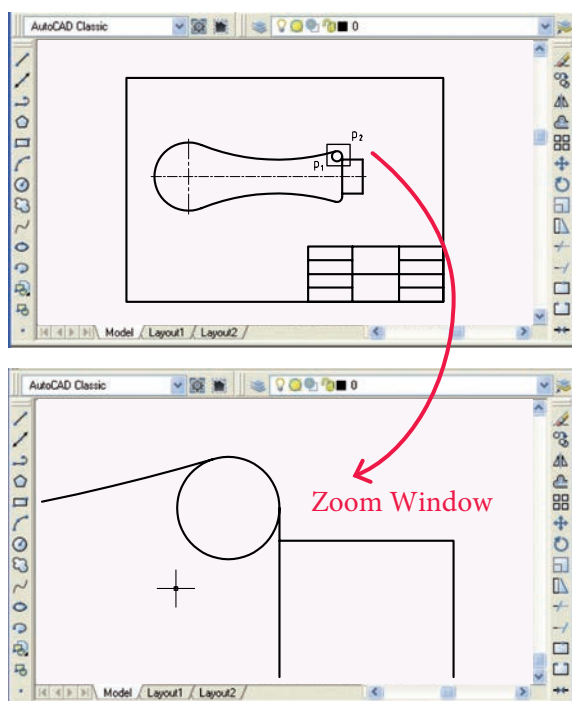 AutoCAD Classic 0
P2
P1
Model / Layout1 / Layout2 /
AutoCAD Classic 0
Zoom Window
Model / Layout1 / Layout2 /